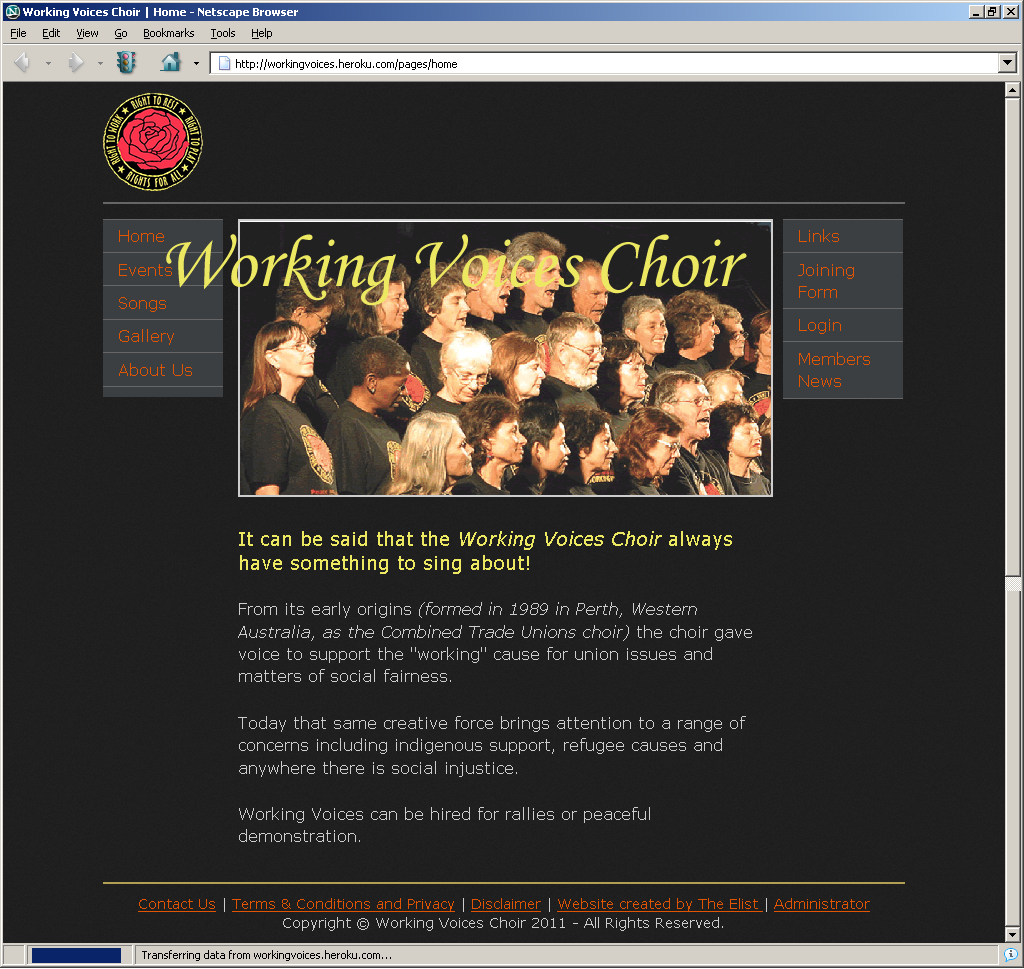 Working Voices Choir | Home - Netscape Browser
File Edit View Go Bookmarks Tools Help
http://workingvoices.heroku.com/pages/home
RIGHT TO WORK ★ RIGHT TO REST ★ RIGHT TO PLAY ★ RIGHTS FOR ALL ★
Working Voices Choir
Home
Events
Songs
Gallery
About Us
Links
Joining
Form
Login
Members
News
It can be said that the Working Voices Choir always
have something to sing about!
From its early origins (formed in 1989 in Perth, Western
Australia, as the Combined Trade Unions choir) the choir gave
voice to support the "working" cause for union issues and
matters of social fairness.
Today that same creative force brings attention to a range of
concerns including indigenous support, refugee causes and
anywhere there is social injustice.
Working Voices can be hired for rallies or peaceful
demonstration.
Contact Us | Terms & Conditions and Privacy | Disclaimer | Website created by The Elist | Administrator
Copyright © Working Voices Choir 2011 - All Rights Reserved.
Transferring data from workingvoices.heroku.com...